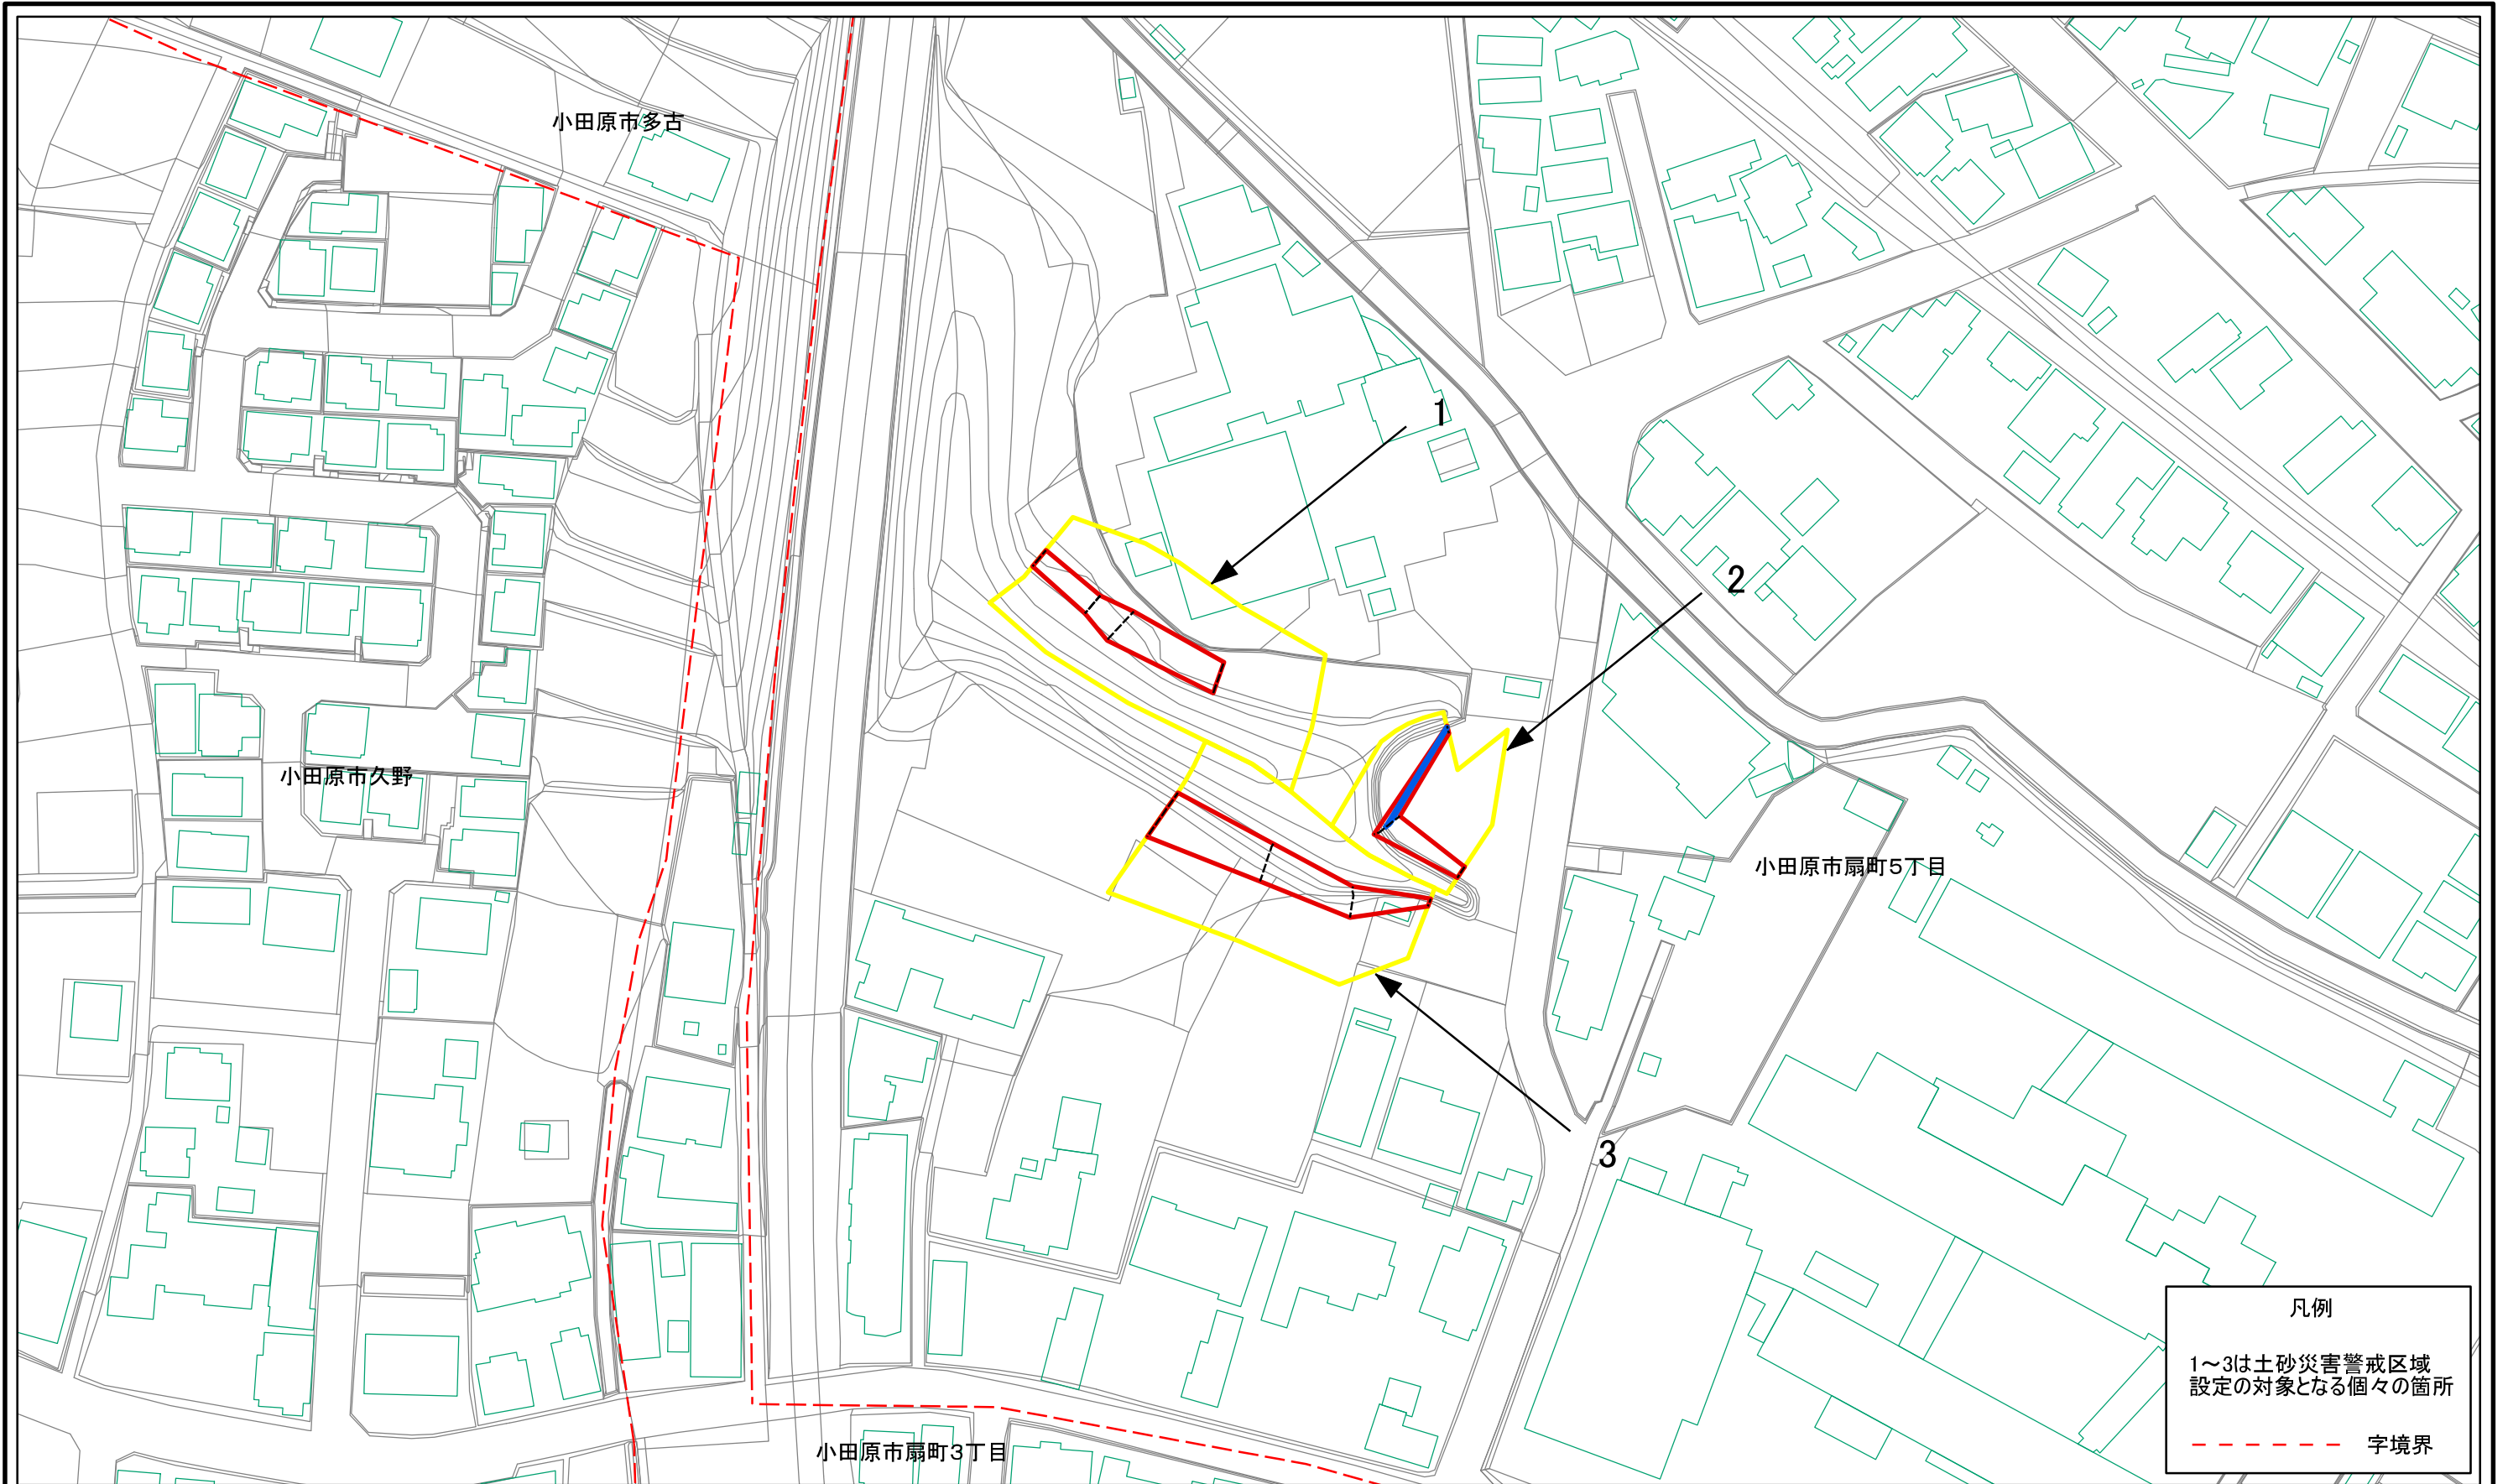 小田原市多古
1
2
小田原市久野
小田原市扇町5丁目
3
小田原市扇町3丁目
凡例
1～3は土砂災害警戒区域
設定の対象となる個々の箇所
字境界